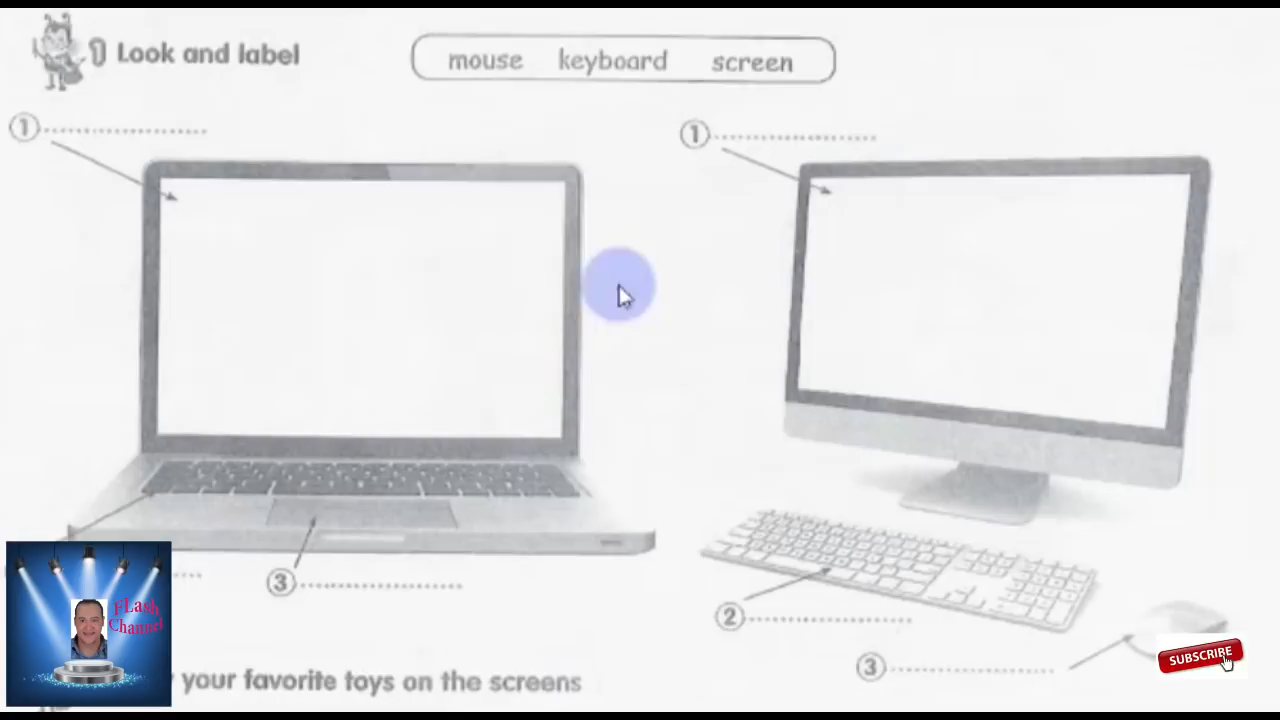 1 Look and label
mouse keyboard screen
1
1
3
2
3
your favorite toys on the screens
FLash
Channel
SUBSCRIBE